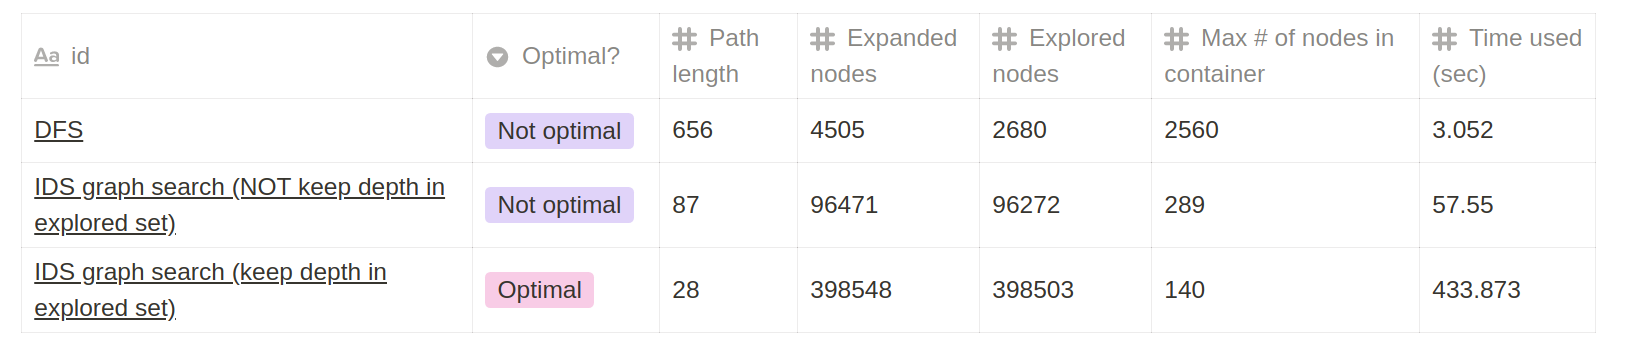 Aa id
Optimal?
# Path length
# Expanded nodes
# Explored nodes
# Max # of nodes in container
# Time used (sec)
DFS
Not optimal
656
4505
2680
2560
3.052
IDS graph search (NOT keep depth in
explored set)
Not optimal
87
96471
96272
289
57.55
IDS graph search (keep depth in
explored set)
Optimal
28
398548
398503
140
433.873